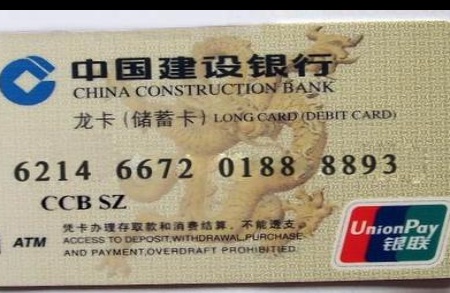 中国建设银行
CHINA CONSTRUCTION BANK
龙卡(储蓄卡) LONG CARD (DEBIT CARD)
6214 6672 0188 8893
CCB SZ
凭卡办理存取款和消费结算，不能透支。
ATM ACCESS TO DEPOSIT,WITHDRAWAL,PURCHASE
AND PAYMENT,OVERDRAFT PROHIBITIED.
UnionPay
银联